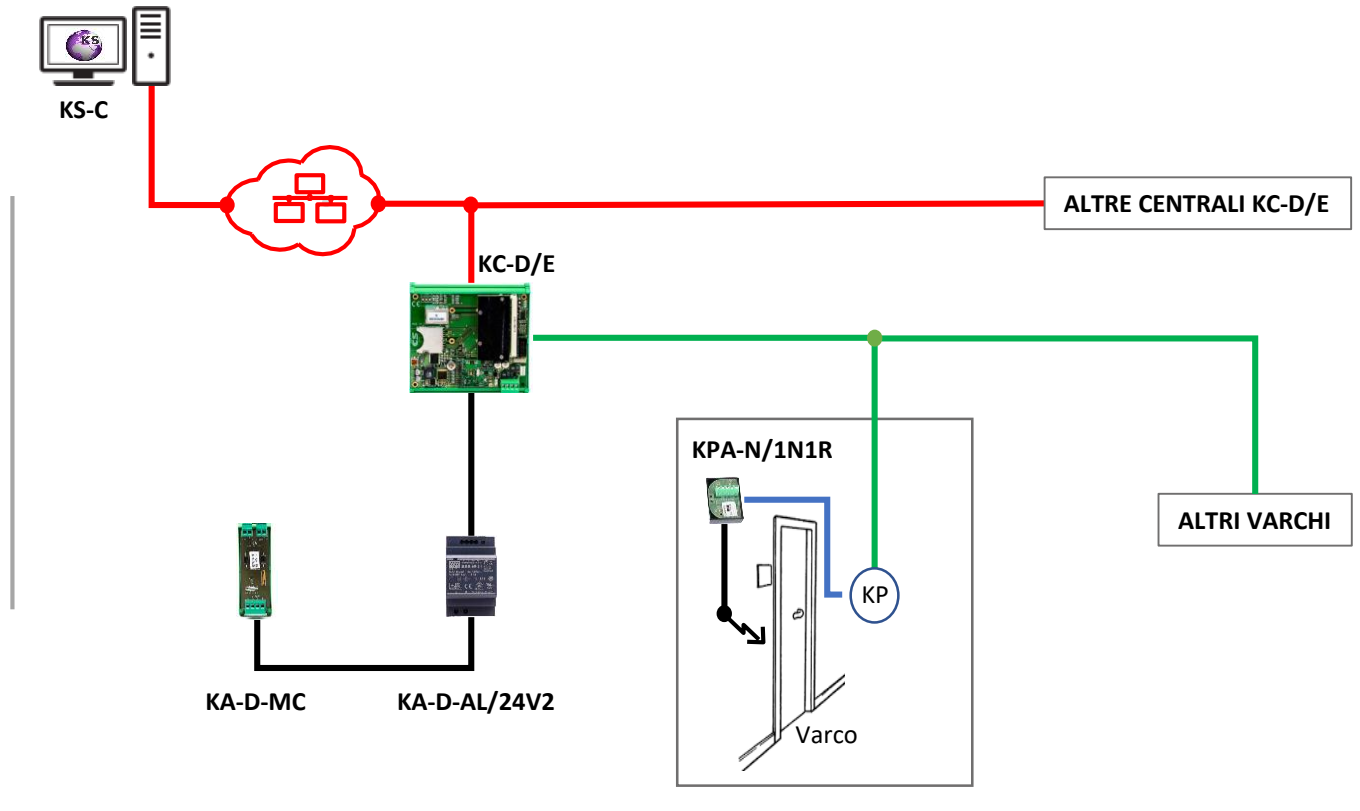 KS
KS-C
ALTRE CENTRALI KC-D/E
KC-D/E
KPA-N/1N1R
ALTRI VARCHI
KP
KA-D-MC
KA-D-AL/24V2
Varco